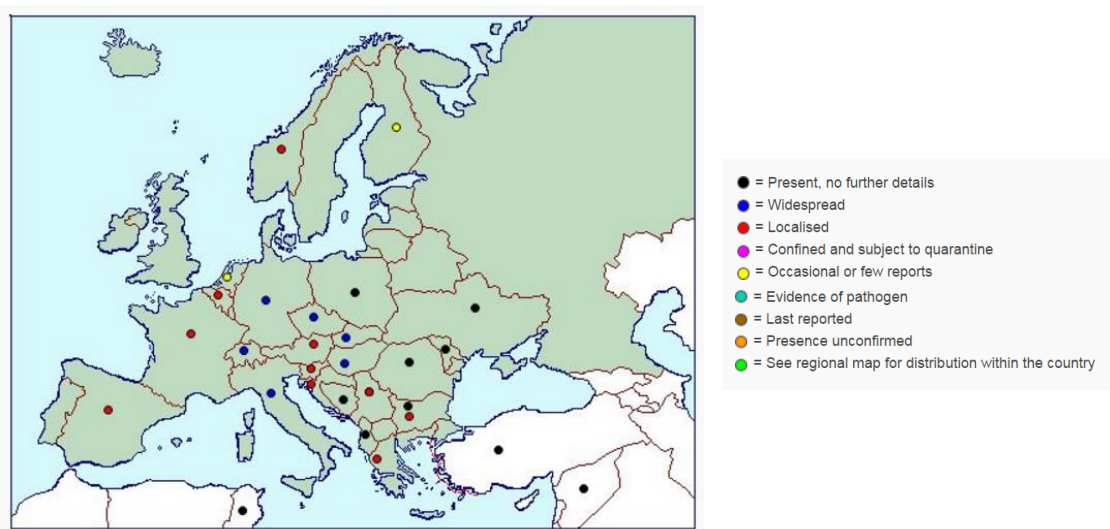 = Present, no further details
= Widespread
= Localised
= Confined and subject to quarantine
= Occasional or few reports
= Evidence of pathogen
= Last reported
= Presence unconfirmed
= See regional map for distribution within the country